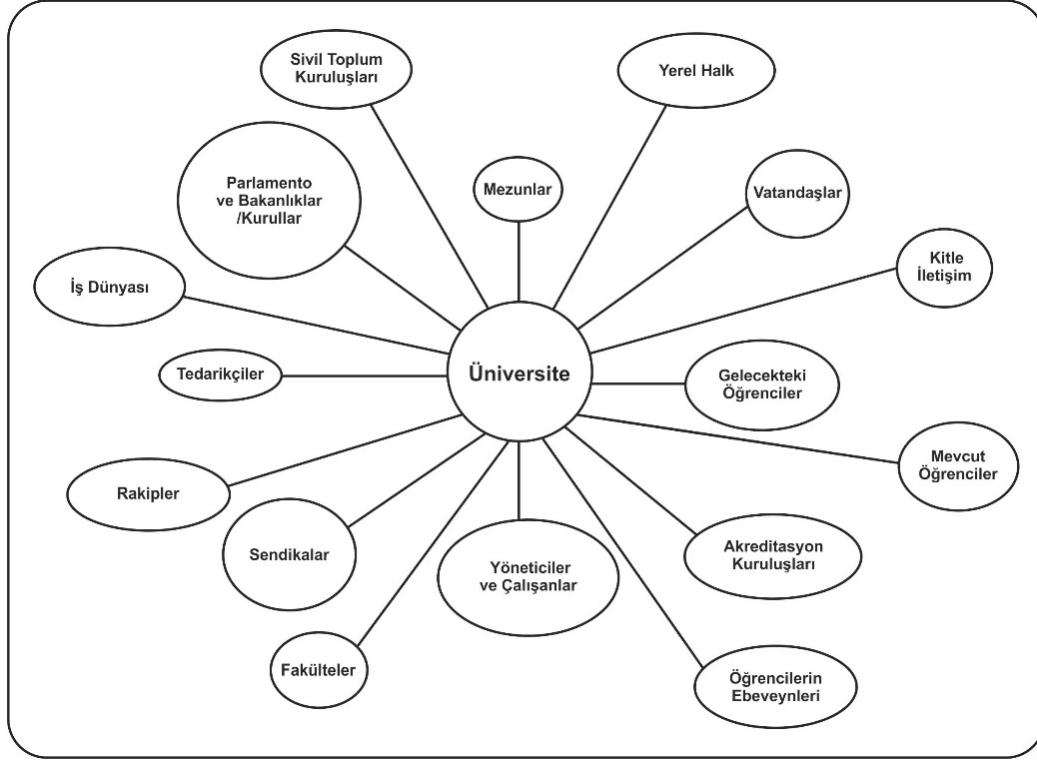 Sivil Toplum
Kuruluşları
Yerel Halk
Parlamento
ve Bakanlıklar
/Kurullar
Mezunlar
Vatandaşlar
Kitle
İletişim
İş Dünyası
Tedarikçiler
Üniversite
Gelecekteki
Öğrenciler
Mevcut
Öğrenciler
Rakipler
Sendikalar
Yöneticiler
ve Çalışanlar
Akreditasyon
Kuruluşları
Fakülteler
Öğrencilerin
Ebeveynleri